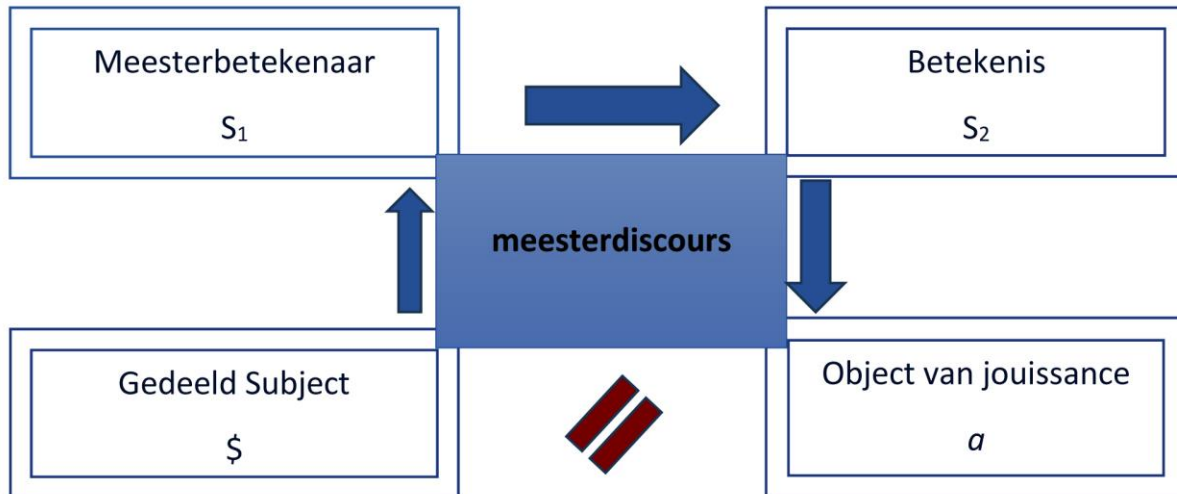 Meesterbetekenaar
S₁
Betekenis
S₂
meesterdiscours
Gedeeld Subject
$
Object van jouissance
a